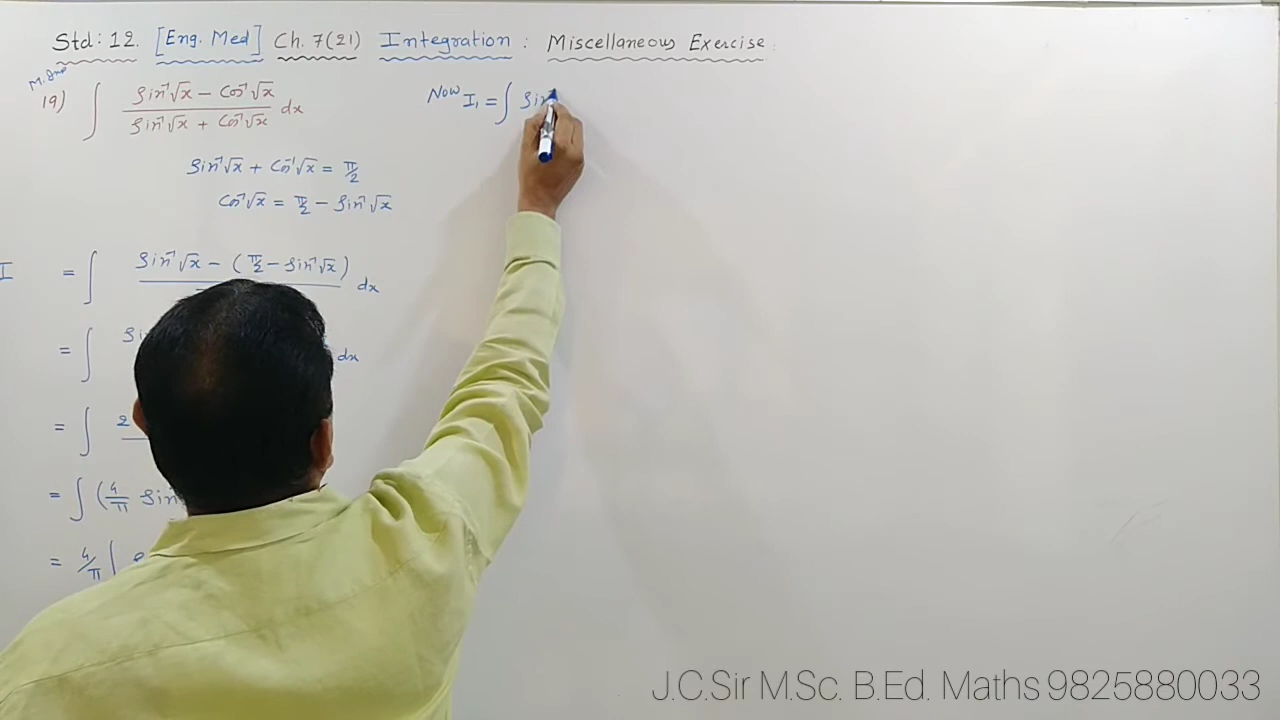 Std: 12. [Eng. Med] Ch. 7(21) Integration : Miscellaneous Exercise.
M. Imp
19) ∫ (sin⁻¹√x − cos⁻¹√x) / (sin⁻¹√x + cos⁻¹√x) dx
sin⁻¹√x + cos⁻¹√x = π/2
cos⁻¹√x = π/2 − sin⁻¹√x
I = ∫ sin⁻¹√x − (π/2 − sin⁻¹√x) dx
= ∫ dx
= ∫ 2
= ∫ (4/π sin
= 4/π ∫
Now I₁ = ∫ sin
J.C.Sir M.Sc. B.Ed. Maths 9825880033